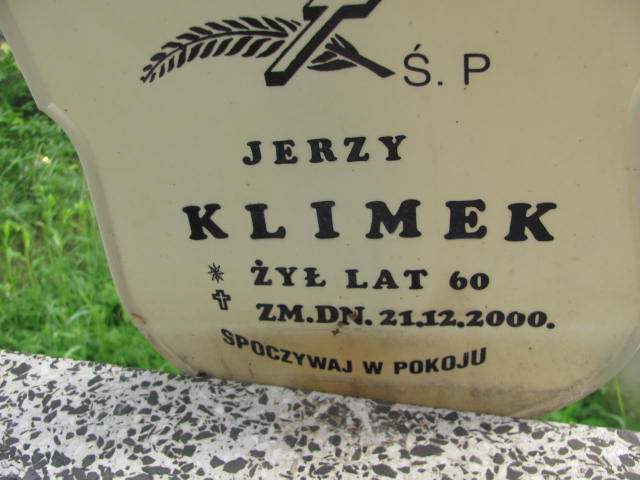 Ś. P
JERZY
KLIMEK
ŻYŁ LAT 60
ZM.DN. 21.12.2000.
SPOCZYWAJ W POKOJU